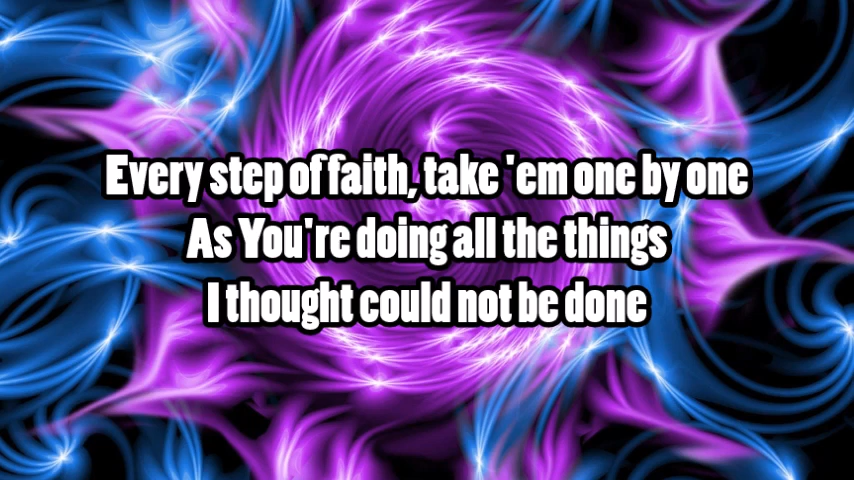 Every step of faith, take 'em one by one
As You're doing all the things
I thought could not be done